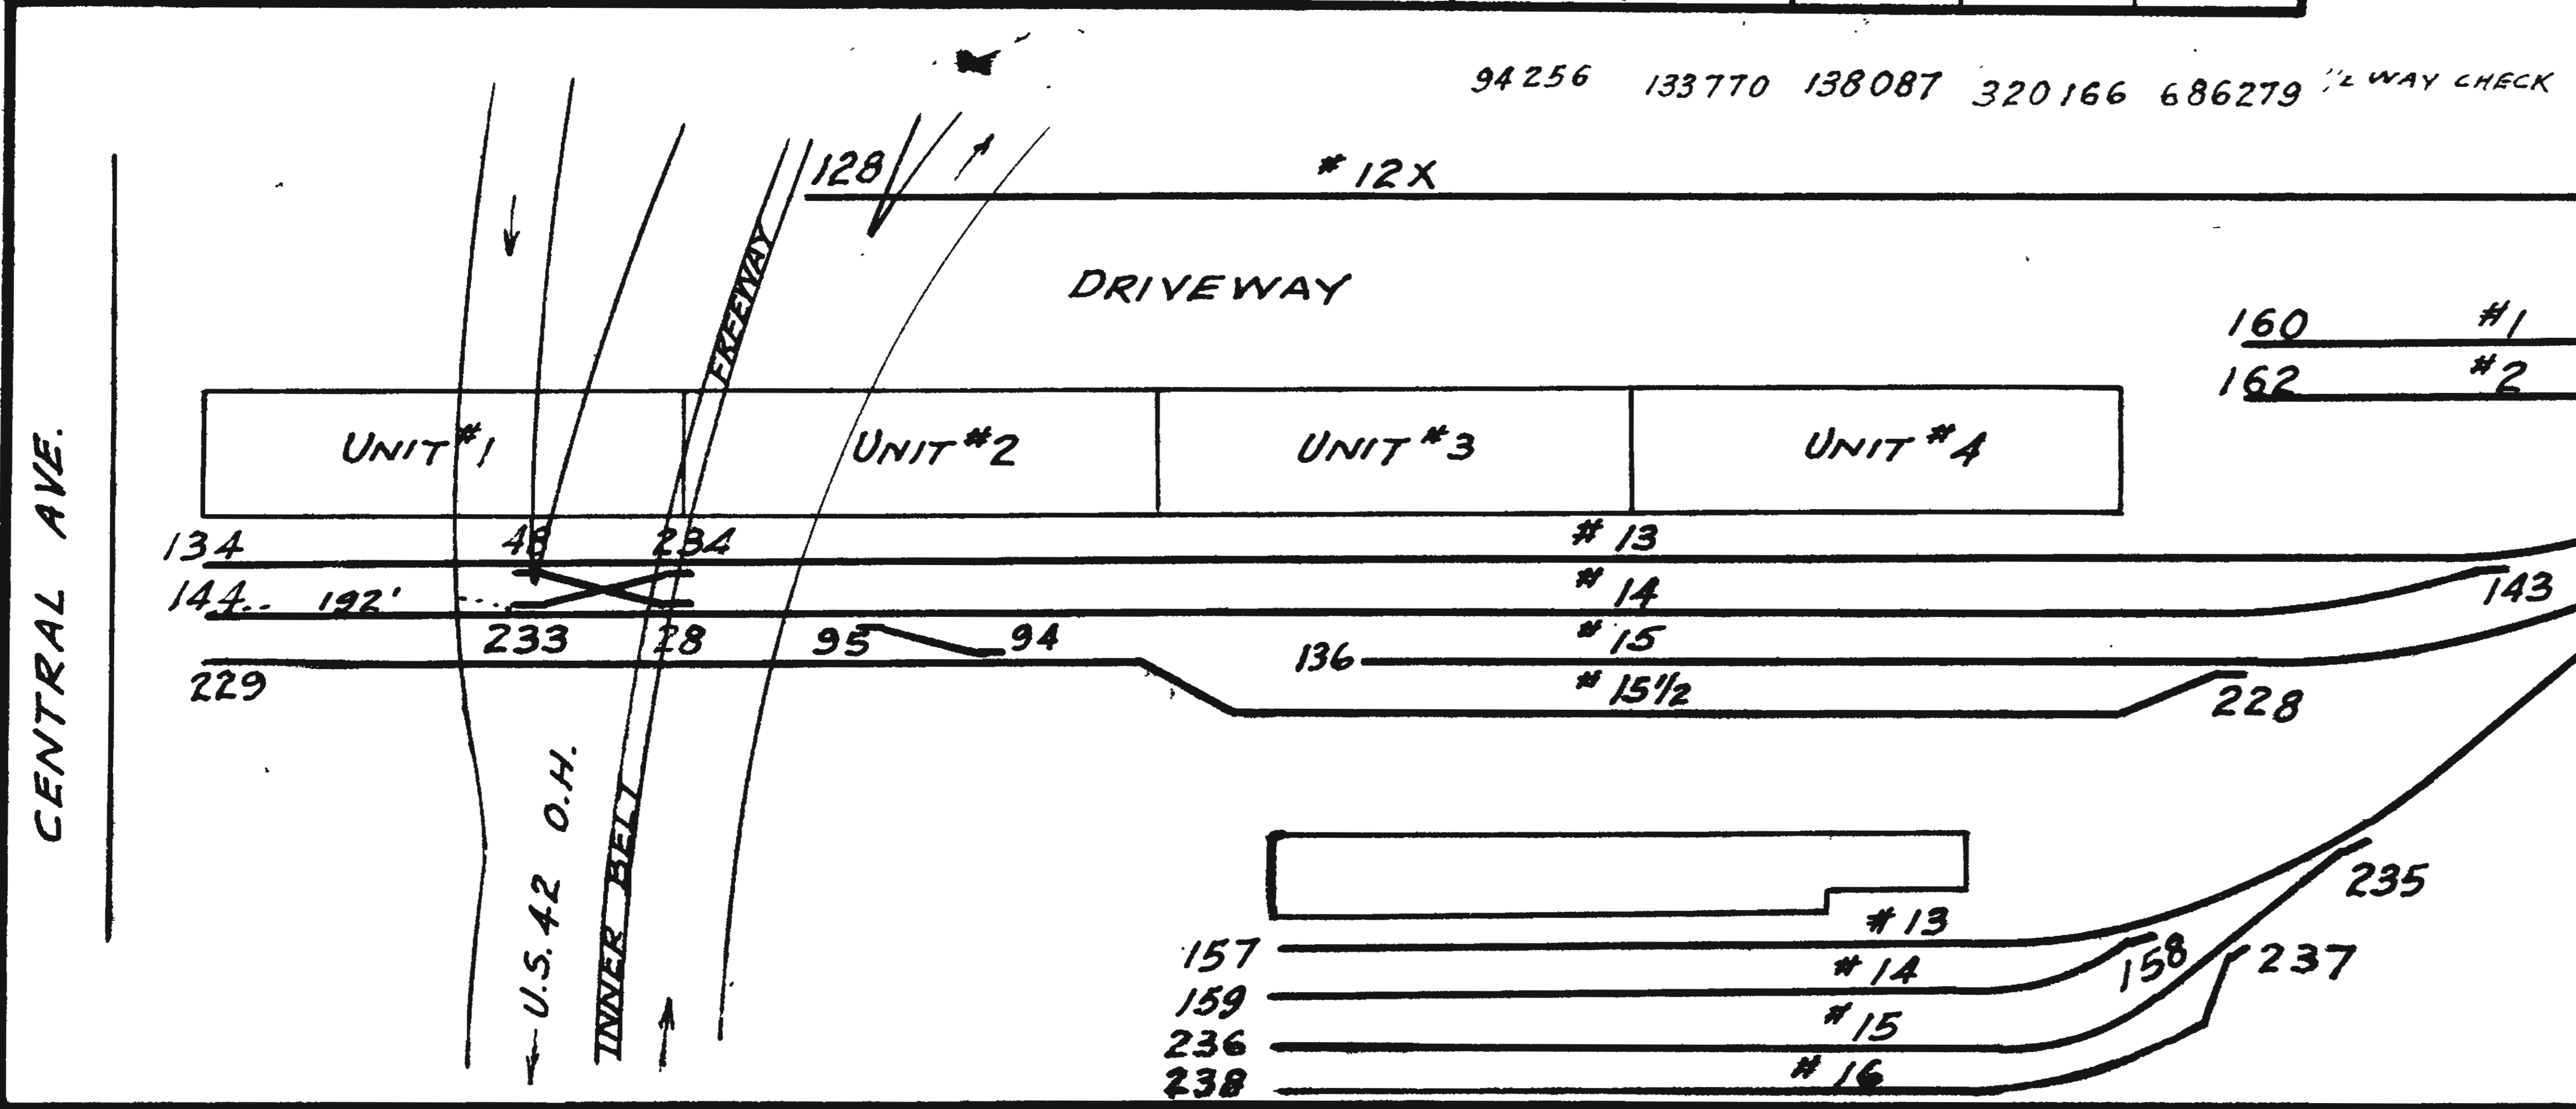 94256 133770 138087 320166 686279 WAY CHECK
128 # 12X
FREEWAY
DRIVEWAY
160 #1
162 #2
CENTRAL AVE.
UNIT #1 UNIT #2 UNIT #3 UNIT #4
134 48 234 # 13
144 192' # 14 143
233 28 95 94 # 15
136
229 # 15½ 228
U.S. 42 O.H.
INNER BELT
235
# 13
157 # 14 158 237
159 # 15
236 # 16
238